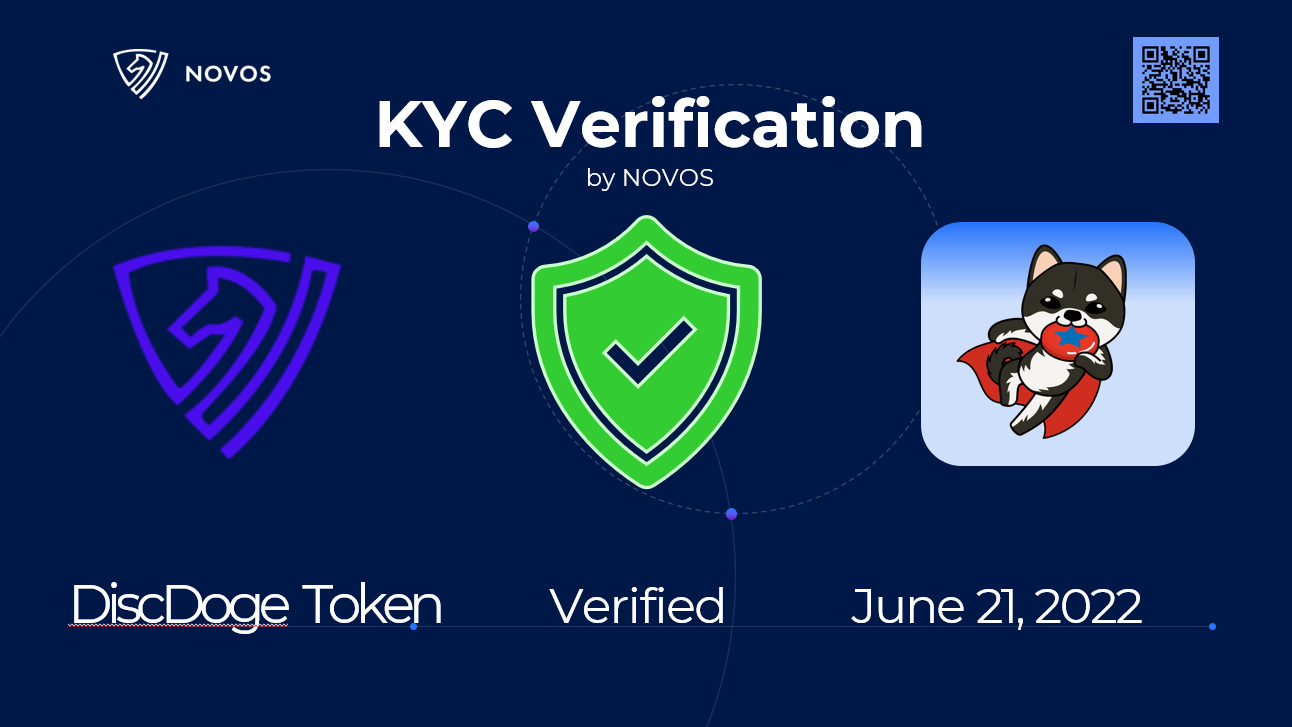 NOVOS
KYC Verification
by NOVOS
DiscDoge Token
Verified
June 21, 2022